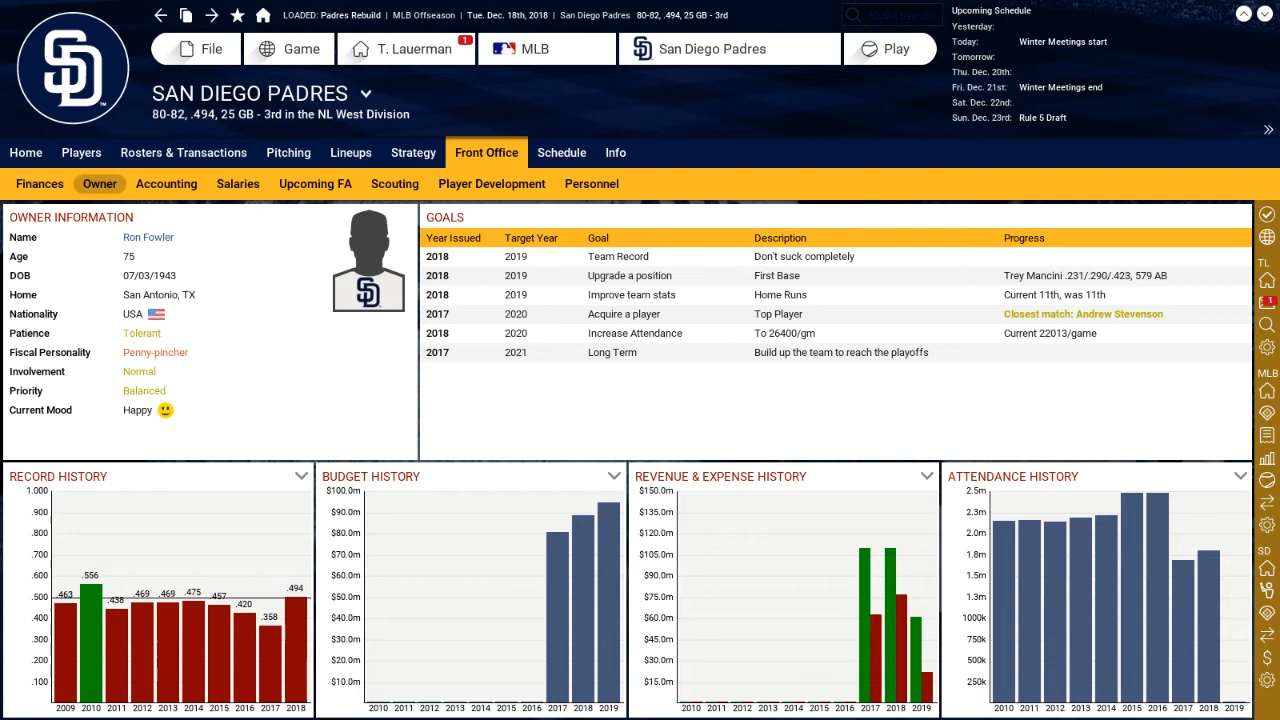 LOADED: Padres Rebuild | MLB Offseason | Tue. Dec. 18th, 2018 | San Diego Padres 80-82, .494, 25 GB - 3rd
File
Game
T. Lauerman
1
MLB
San Diego Padres
Play
Upcoming Schedule
Yesterday:
Today: Winter Meetings start
Tomorrow:
Thu. Dec. 20th:
Fri. Dec. 21st: Winter Meetings end
Sat. Dec. 22nd:
Sun. Dec. 23rd: Rule 5 Draft
SD
SAN DIEGO PADRES
80-82, .494, 25 GB - 3rd in the NL West Division
Home Players Rosters & Transactions Pitching Lineups Strategy Front Office Schedule Info
Finances Owner Accounting Salaries Upcoming FA Scouting Player Development Personnel
OWNER INFORMATION
Name Ron Fowler
Age 75
DOB 07/03/1943
Home San Antonio, TX
Nationality USA
Patience Tolerant
Fiscal Personality Penny-pincher
Involvement Normal
Priority Balanced
Current Mood Happy
SD
GOALS
Year Issued Target Year Goal Description Progress
2018 2019 Team Record Don't suck completely
2018 2019 Upgrade a position First Base Trey Mancini .231/.290/.423, 579 AB
2018 2019 Improve team stats Home Runs Current 11th, was 11th
2017 2020 Acquire a player Top Player Closest match: Andrew Stevenson
2018 2020 Increase Attendance To 26400/gm Current 22013/game
2017 2021 Long Term Build up the team to reach the playoffs
TL
1
MLB
SD
RECORD HISTORY
1.000
.900
.800
.700
.600
.500
.400
.300
.200
.100
.463 .556 .438 .469 .469 .475 .457 .420 .358 .494
2009 2010 2011 2012 2013 2014 2015 2016 2017 2018
BUDGET HISTORY
$100.0m
$90.0m
$80.0m
$70.0m
$60.0m
$50.0m
$40.0m
$30.0m
$20.0m
$10.0m
2010 2011 2012 2013 2014 2015 2016 2017 2018 2019
REVENUE & EXPENSE HISTORY
$150.0m
$135.0m
$120.0m
$105.0m
$90.0m
$75.0m
$60.0m
$45.0m
$30.0m
$15.0m
2010 2011 2012 2013 2014 2015 2016 2017 2018 2019
ATTENDANCE HISTORY
2.5m
2.3m
2.0m
1.8m
1.5m
1.3m
1000k
750k
500k
250k
2010 2011 2012 2013 2014 2015 2016 2017 2018 2019